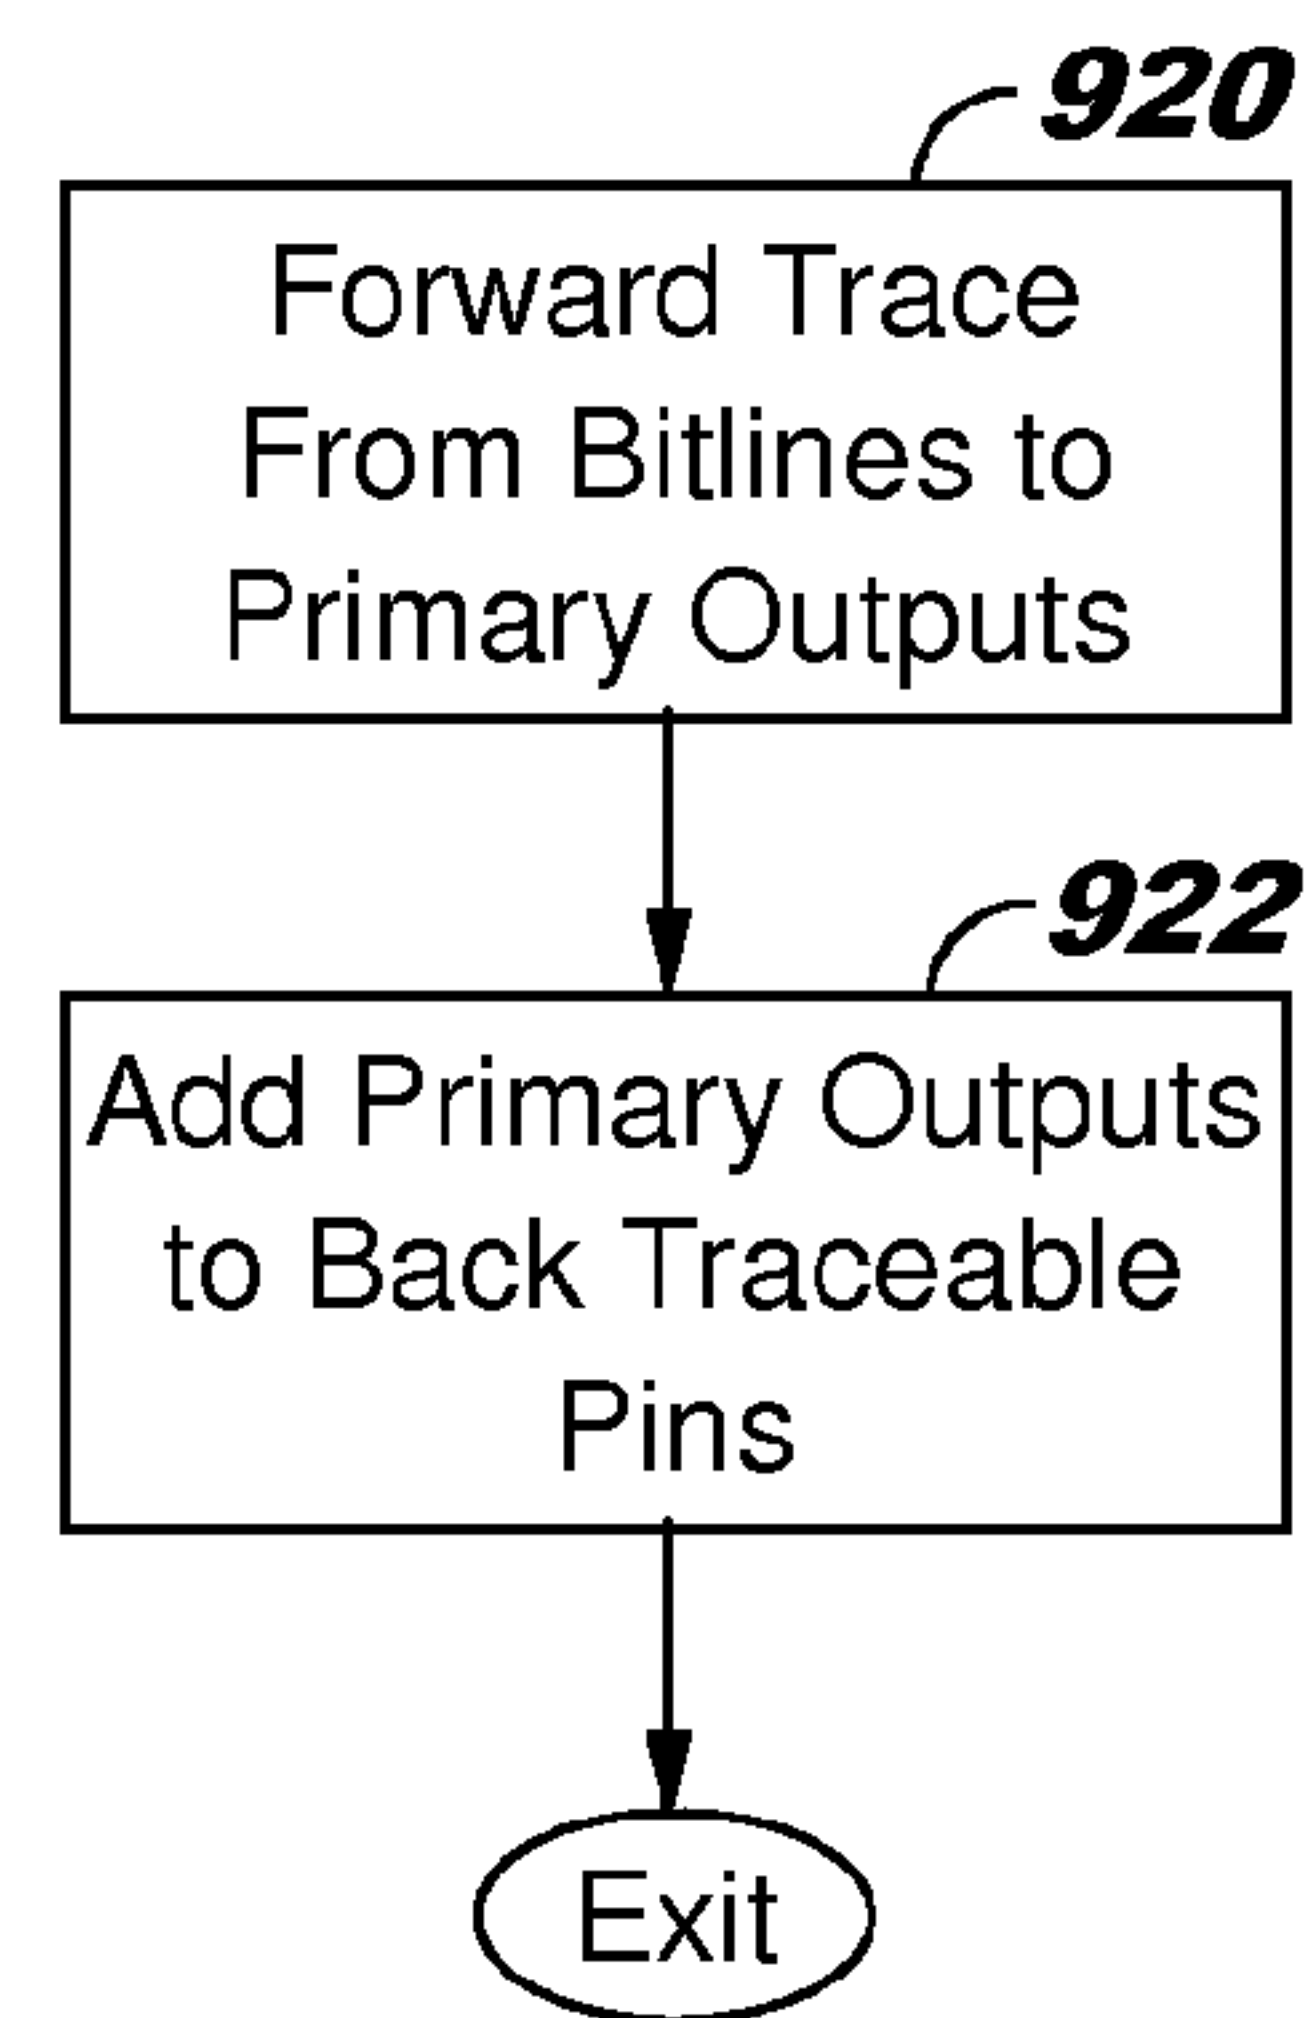 920
Forward Trace
From Bitlines to
Primary Outputs
922
Add Primary Outputs
to Back Traceable
Pins
Exit